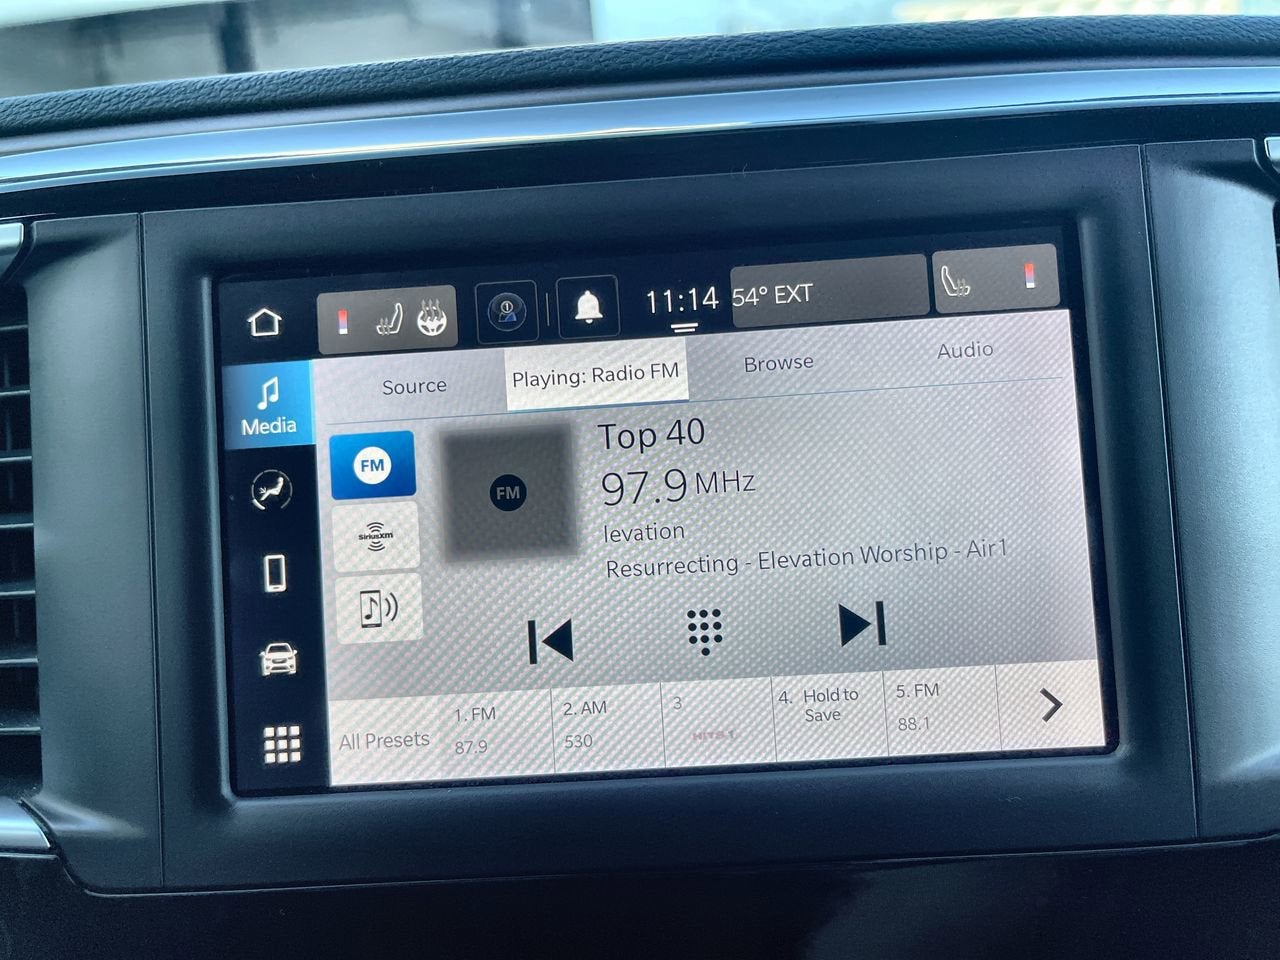 11:14
54° EXT
Media
Source
Playing: Radio FM
Browse
Audio
FM
FM
Top 40
97.9 MHz
levation
Resurrecting - Elevation Worship - Air1
SiriusXM
All Presets
1. FM
87.9
2. AM
530
3
HITS 1
4. Hold to
Save
5. FM
88.1